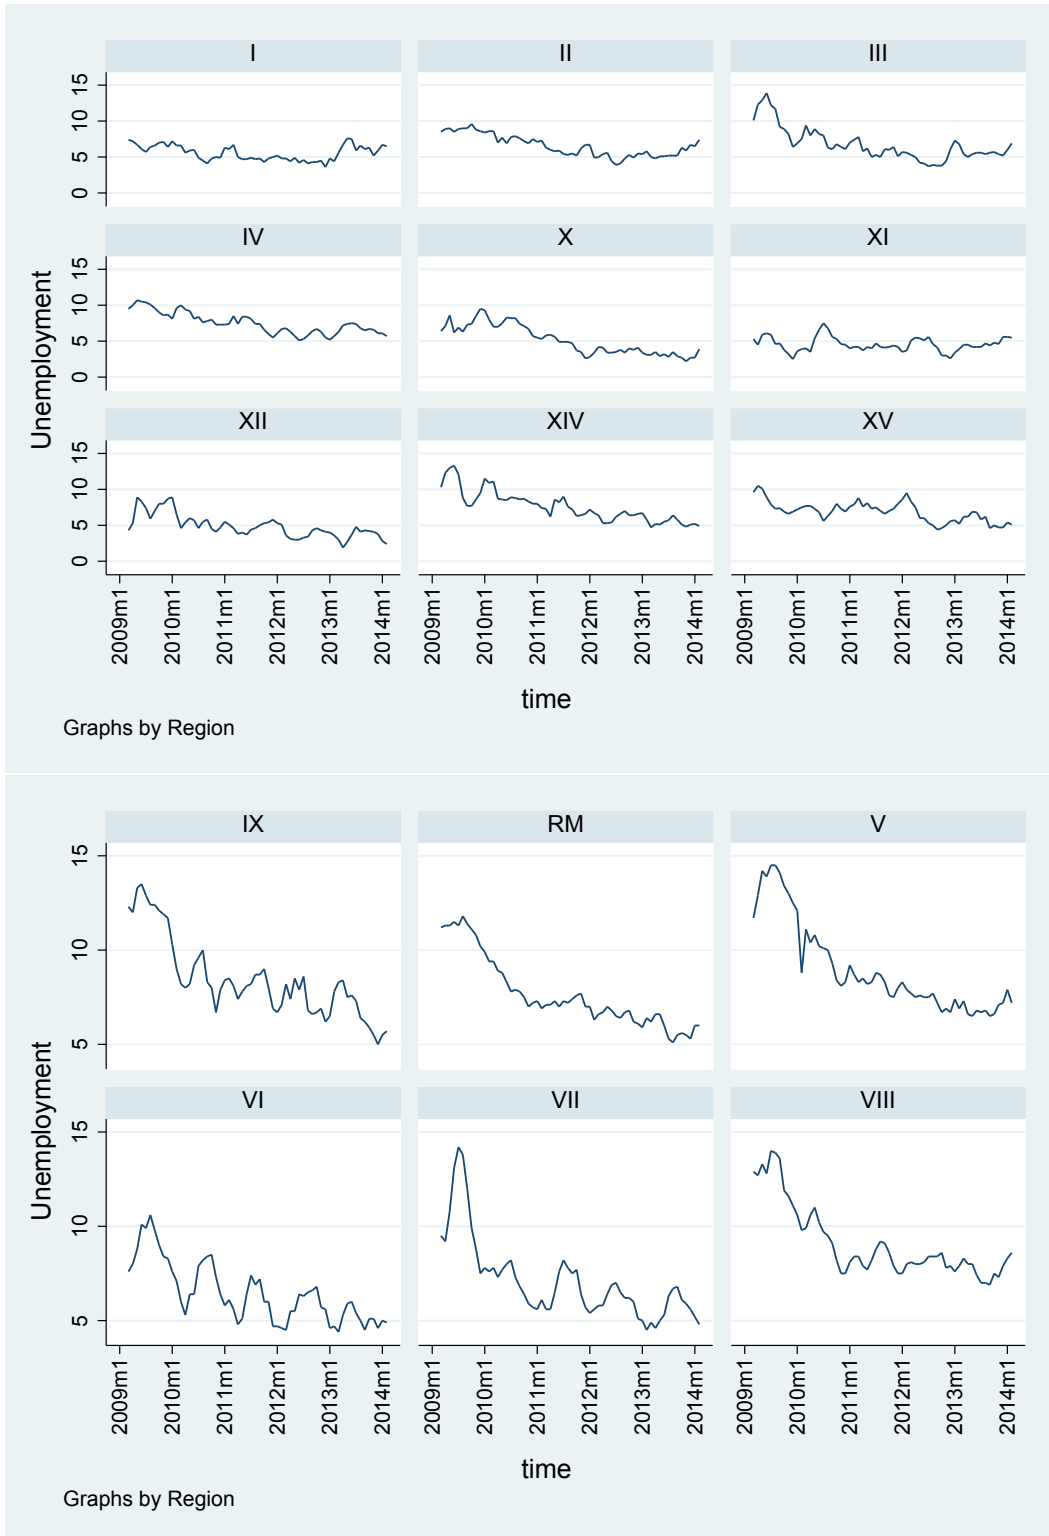 I II III
Unemployment
15
10
5
0
IV X XI
15
10
5
0
XII XIV XV
15
10
5
0
2009m1 2010m1 2011m1 2012m1 2013m1 2014m1 2009m1 2010m1 2011m1 2012m1 2013m1 2014m1 2009m1 2010m1 2011m1 2012m1 2013m1 2014m1
time
Graphs by Region
IX RM V
Unemployment
15
10
5
VI VII VIII
15
10
5
2009m1 2010m1 2011m1 2012m1 2013m1 2014m1 2009m1 2010m1 2011m1 2012m1 2013m1 2014m1 2009m1 2010m1 2011m1 2012m1 2013m1 2014m1
time
Graphs by Region